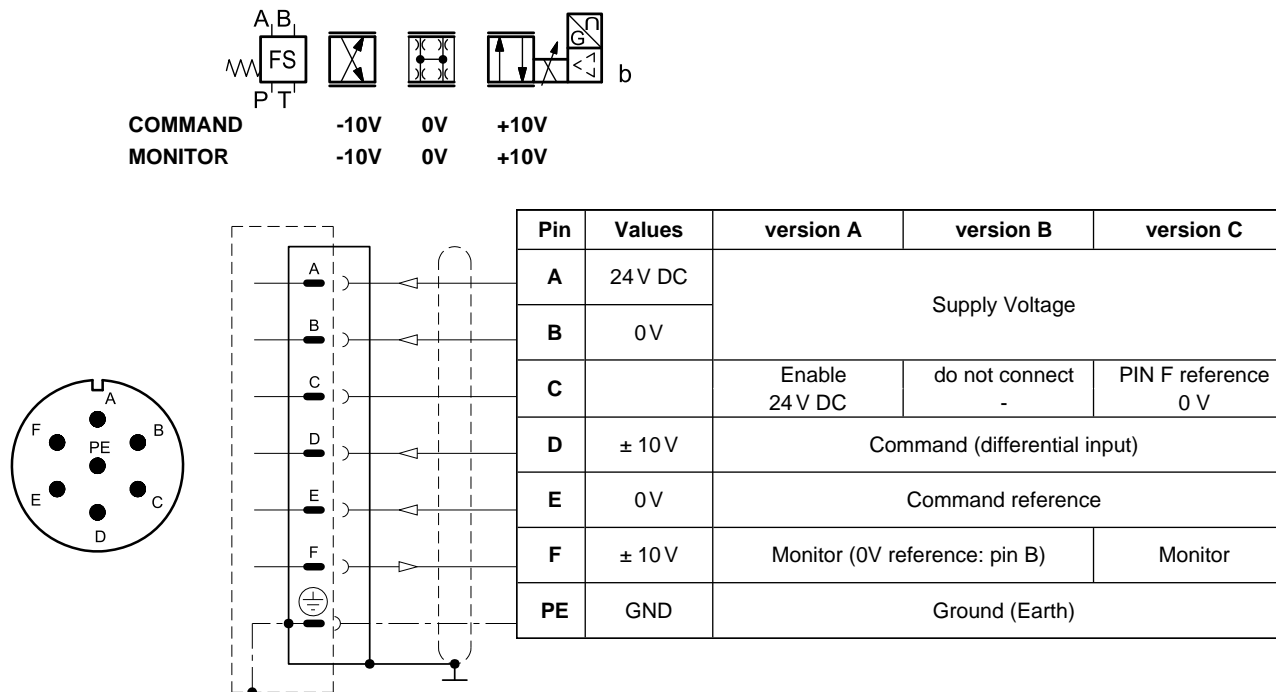 A B
FS
G
b
P T
COMMAND -10V 0V +10V
MONITOR -10V 0V +10V
Pin Values version A version B version C
A 24 V DC Supply Voltage
B 0 V
C Enable do not connect PIN F reference
24 V DC - 0 V
D ± 10 V Command (differential input)
E 0 V Command reference
F ± 10 V Monitor (0V reference: pin B) Monitor
PE GND Ground (Earth)
A
B
C
D
E
F
A
F B
PE
E C
D